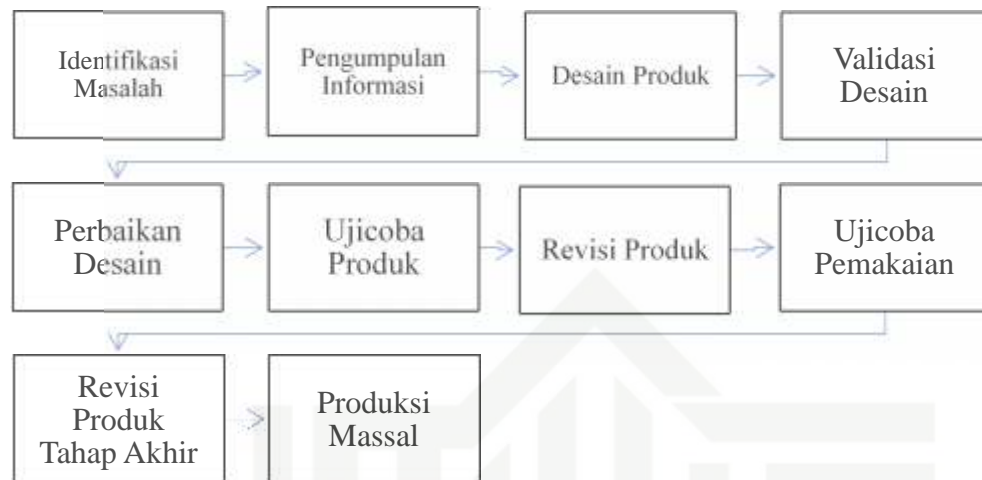 Identifikasi
Masalah
Pengumpulan
Informasi
Desain Produk
Validasi
Desain
Perbaikan
Desain
Ujicoba
Produk
Revisi Produk
Ujicoba
Pemakaian
Revisi
Produk
Tahap Akhir
Produksi
Massal